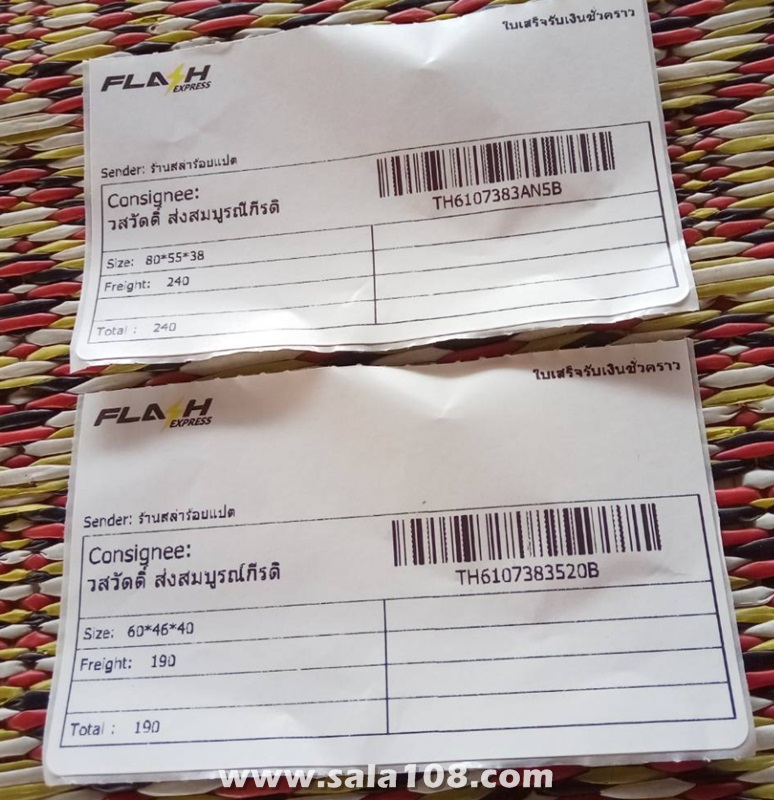 ใบเสร็จรับเงินชั่วคราว
FLASH
EXPRESS
Sender: ร้านสล่าร้อยแปด
Consignee:
วสวัดดิ์ ส่งสมบูรณ์ภีรดิ
TH6107383AN5B
Size: 80*55*38
Freight: 240
Total : 240
ใบเสร็จรับเงินชั่วคราว
FLASH
EXPRESS
Sender: ร้านสล่าร้อยแปด
Consignee:
วสวัดดิ์ ส่งสมบูรณ์ภีรดิ
TH6107383520B
Size: 60*46*40
Freight: 190
Total : 190
www.sala108.com